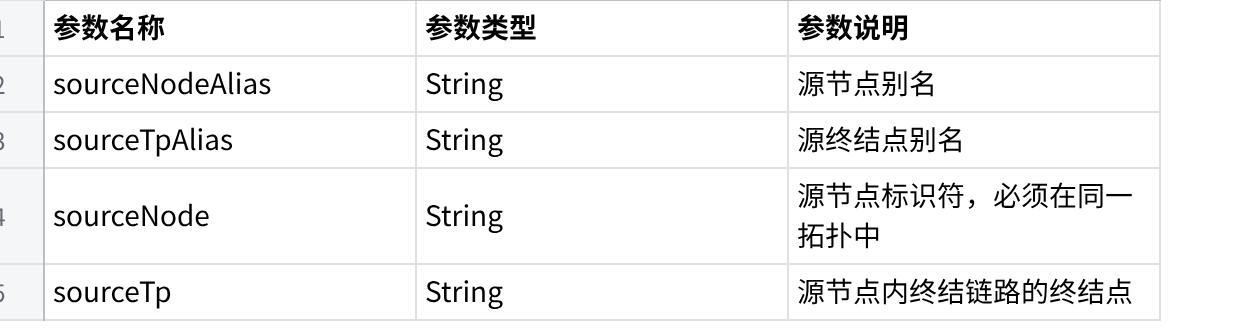 参数名称 参数类型 参数说明
2 sourceNodeAlias String 源节点别名
sourceTpAlias String 源终结点别名
sourceNode String 源节点标识符，必须在同一
拓扑中
sourceTp String 源节点内终结链路的终结点